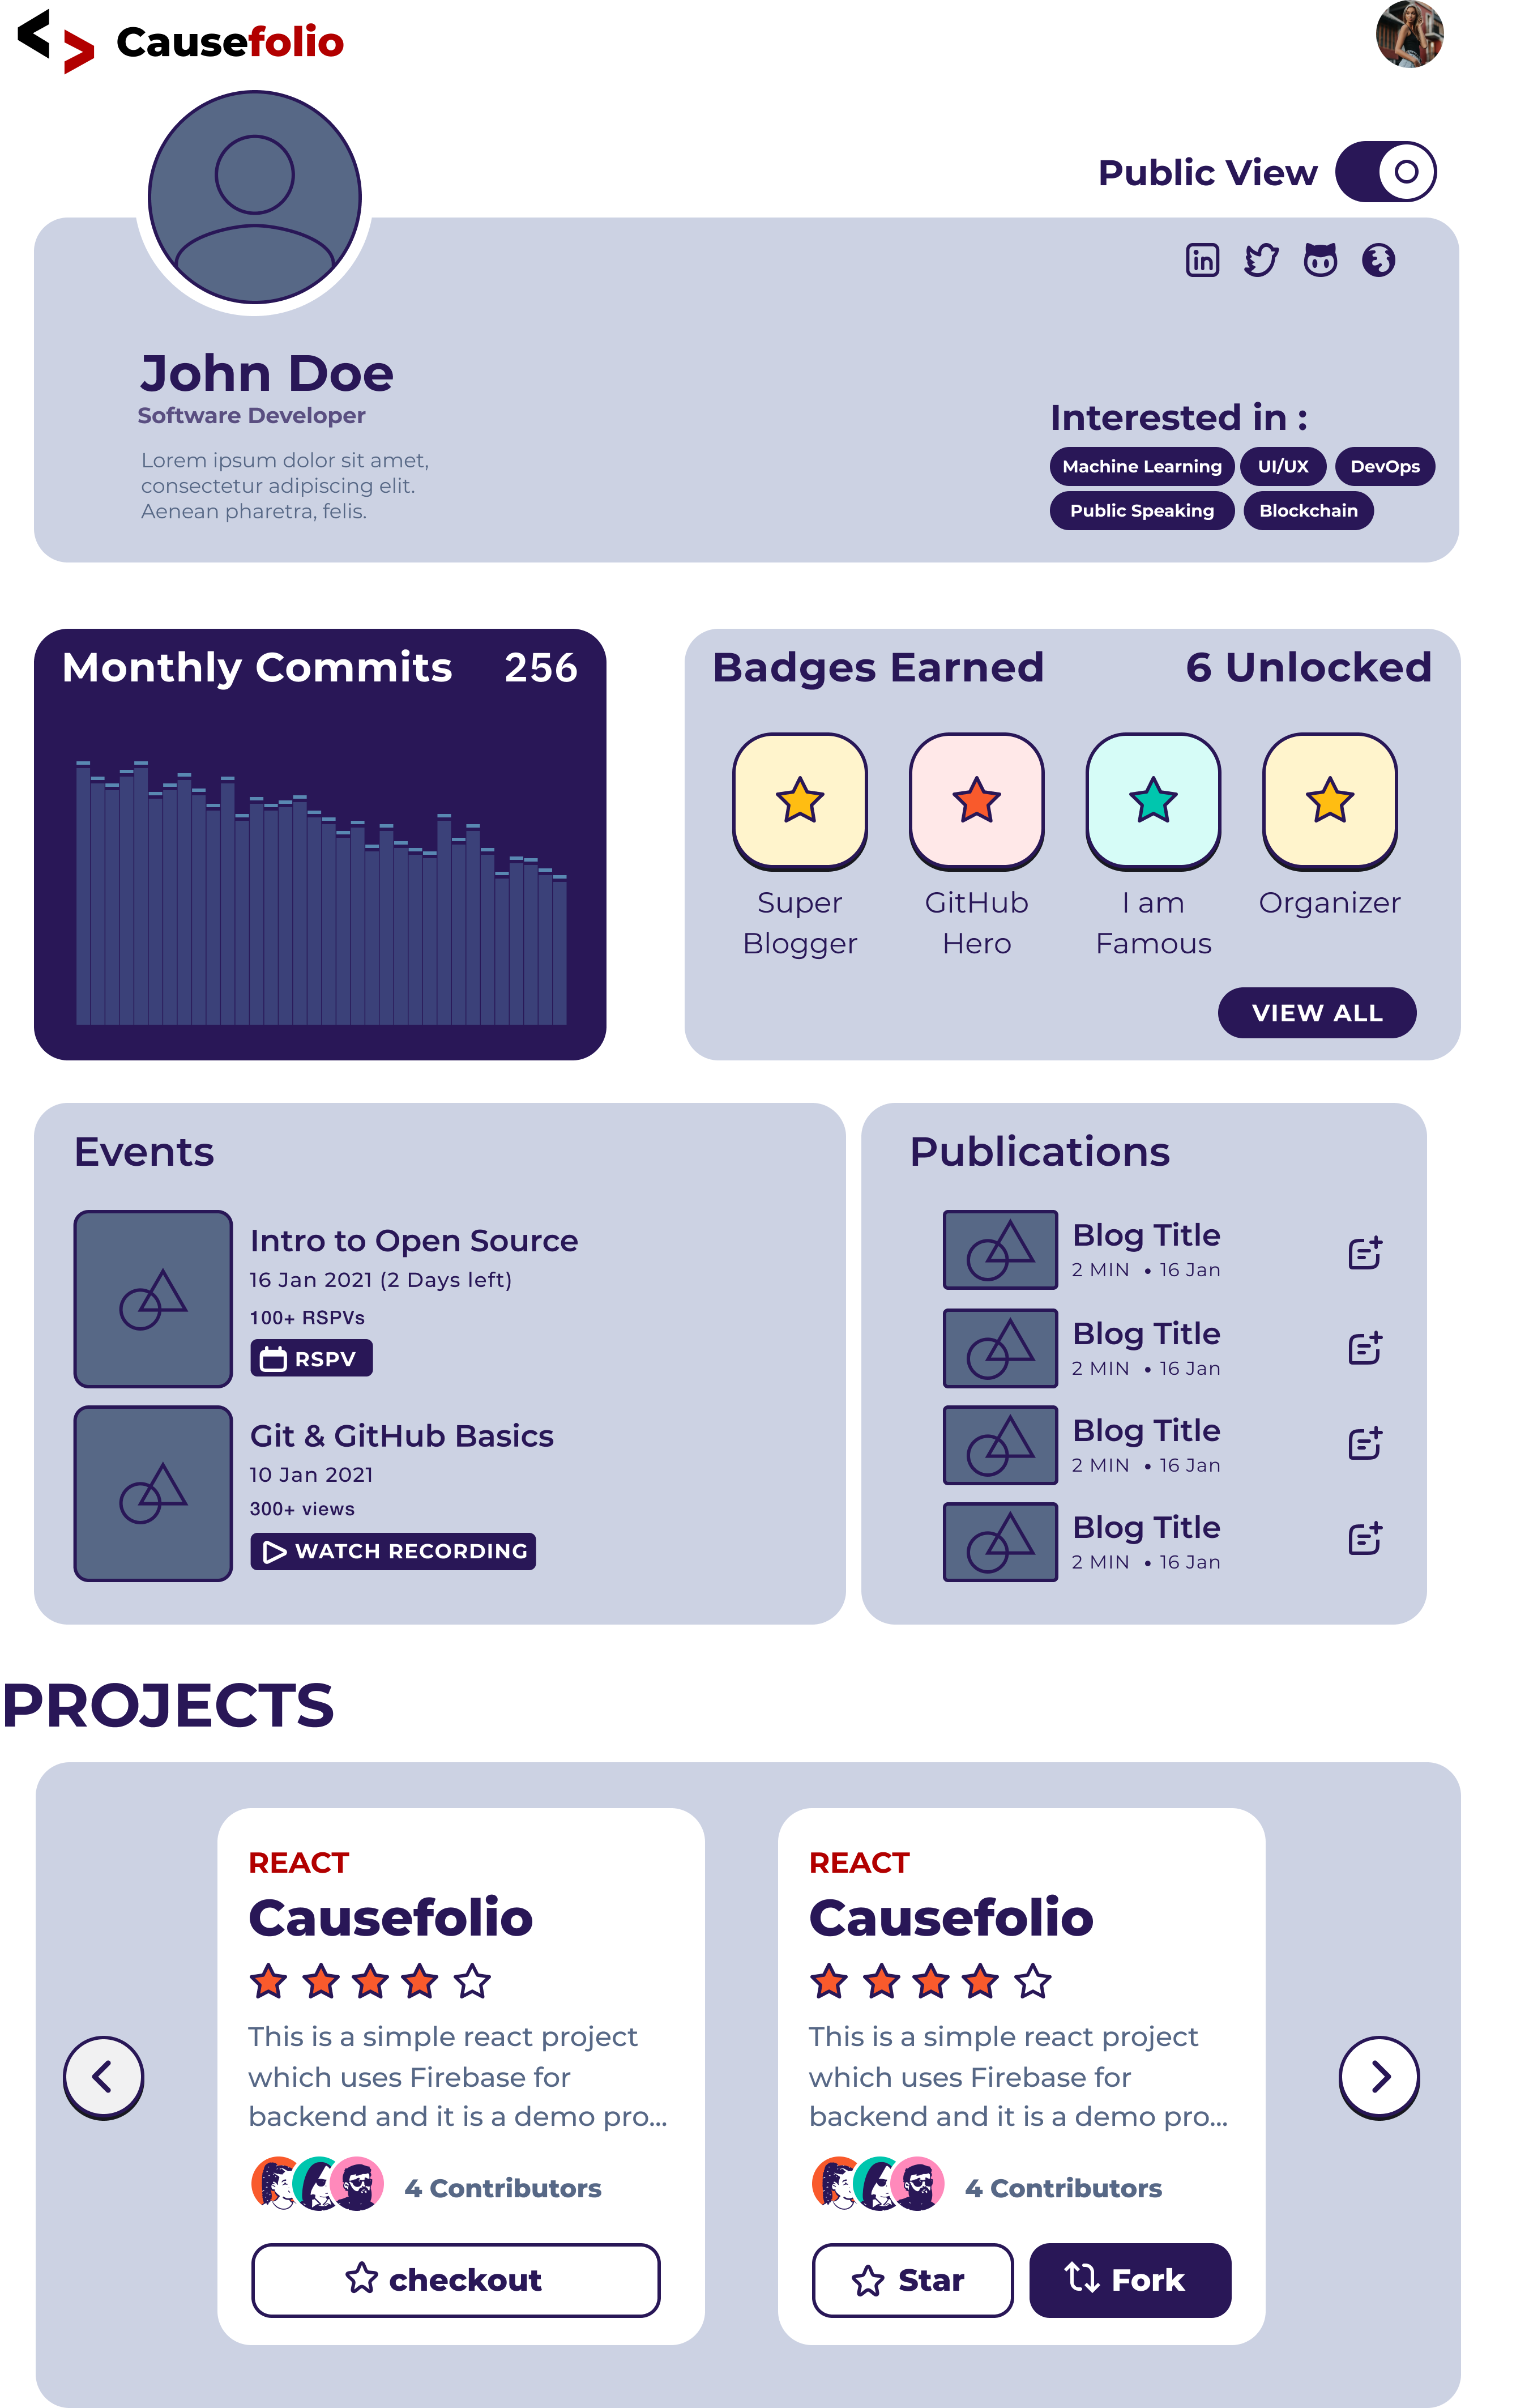 Causefolio
Public View
John Doe
Software Developer
Lorem ipsum dolor sit amet,
consectetur adipiscing elit.
Aenean pharetra, felis.
Interested in :
Machine Learning UI/UX DevOps
Public Speaking Blockchain
Monthly Commits 256
Badges Earned 6 Unlocked
Super
Blogger
GitHub
Hero
I am
Famous
Organizer
VIEW ALL
Events
Intro to Open Source
16 Jan 2021 (2 Days left)
100+ RSPVs
RSPV
Git & GitHub Basics
10 Jan 2021
300+ views
WATCH RECORDING
Publications
Blog Title
2 MIN • 16 Jan
Blog Title
2 MIN • 16 Jan
Blog Title
2 MIN • 16 Jan
Blog Title
2 MIN • 16 Jan
PROJECTS
REACT
Causefolio
This is a simple react project
which uses Firebase for
backend and it is a demo pro...
4 Contributors
checkout
REACT
Causefolio
This is a simple react project
which uses Firebase for
backend and it is a demo pro...
4 Contributors
Star
Fork